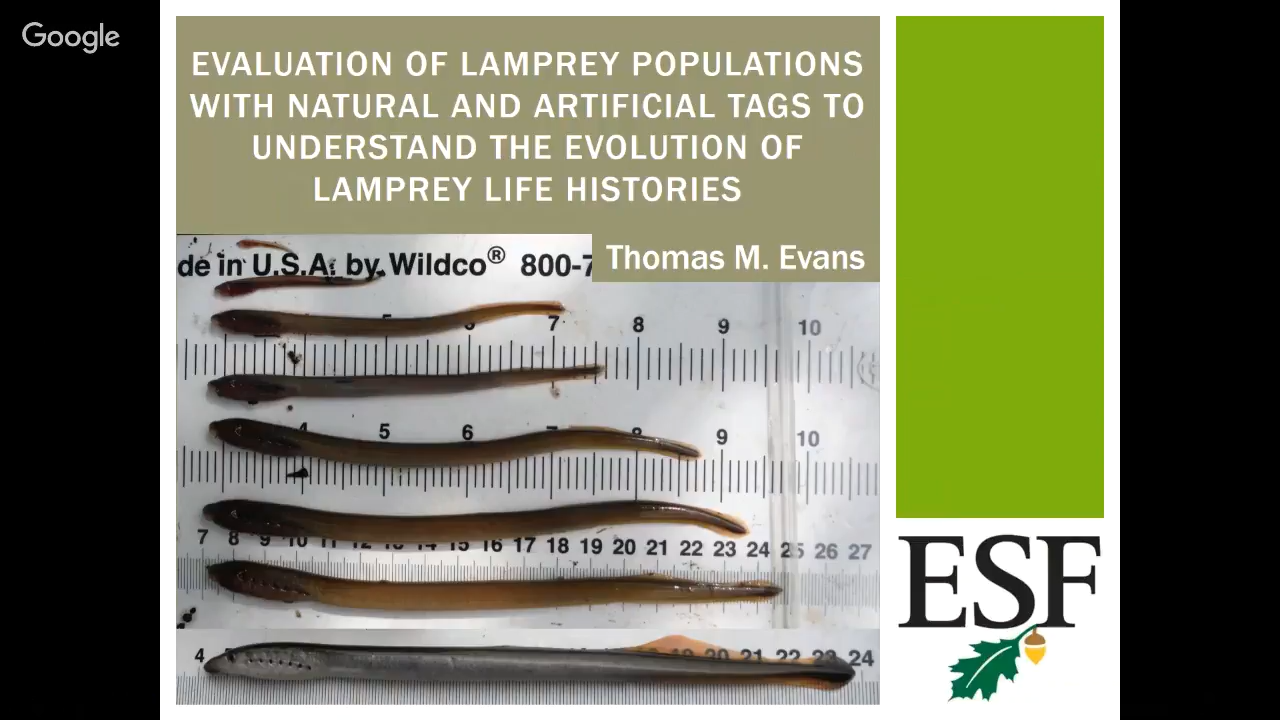 Google
EVALUATION OF LAMPREY POPULATIONS
WITH NATURAL AND ARTIFICIAL TAGS TO
UNDERSTAND THE EVOLUTION OF
LAMPREY LIFE HISTORIES
Thomas M. Evans
de in U.S.A. by Wildco® 800-7
5 6 7 8 9 10
4 5 6 7 8 9 10
7 8 9 10 11 12 13 14 15 16 17 18 19 20 21 22 23 24 25 26 27
4 19 20 21 22 23 24
ESF